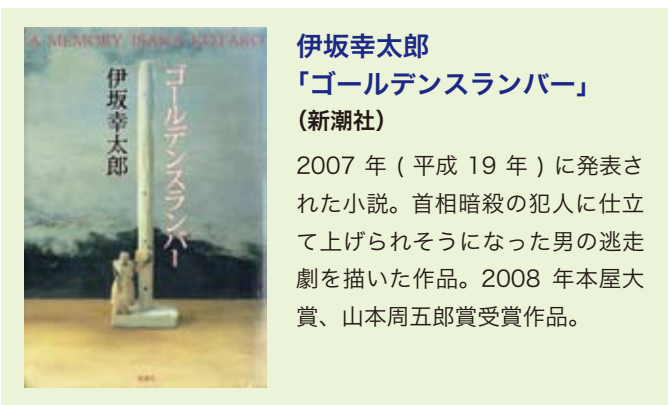 A MEMORY ISAKA KOTARO
ゴールデンスランバー
伊坂幸太郎
伊坂幸太郎
「ゴールデンスランバー」
（新潮社）
2007 年 ( 平成 19 年 ) に発表さ
れた小説。首相暗殺の犯人に仕立
て上げられそうになった男の逃走
劇を描いた作品。2008 年本屋大
賞、山本周五郎賞受賞作品。